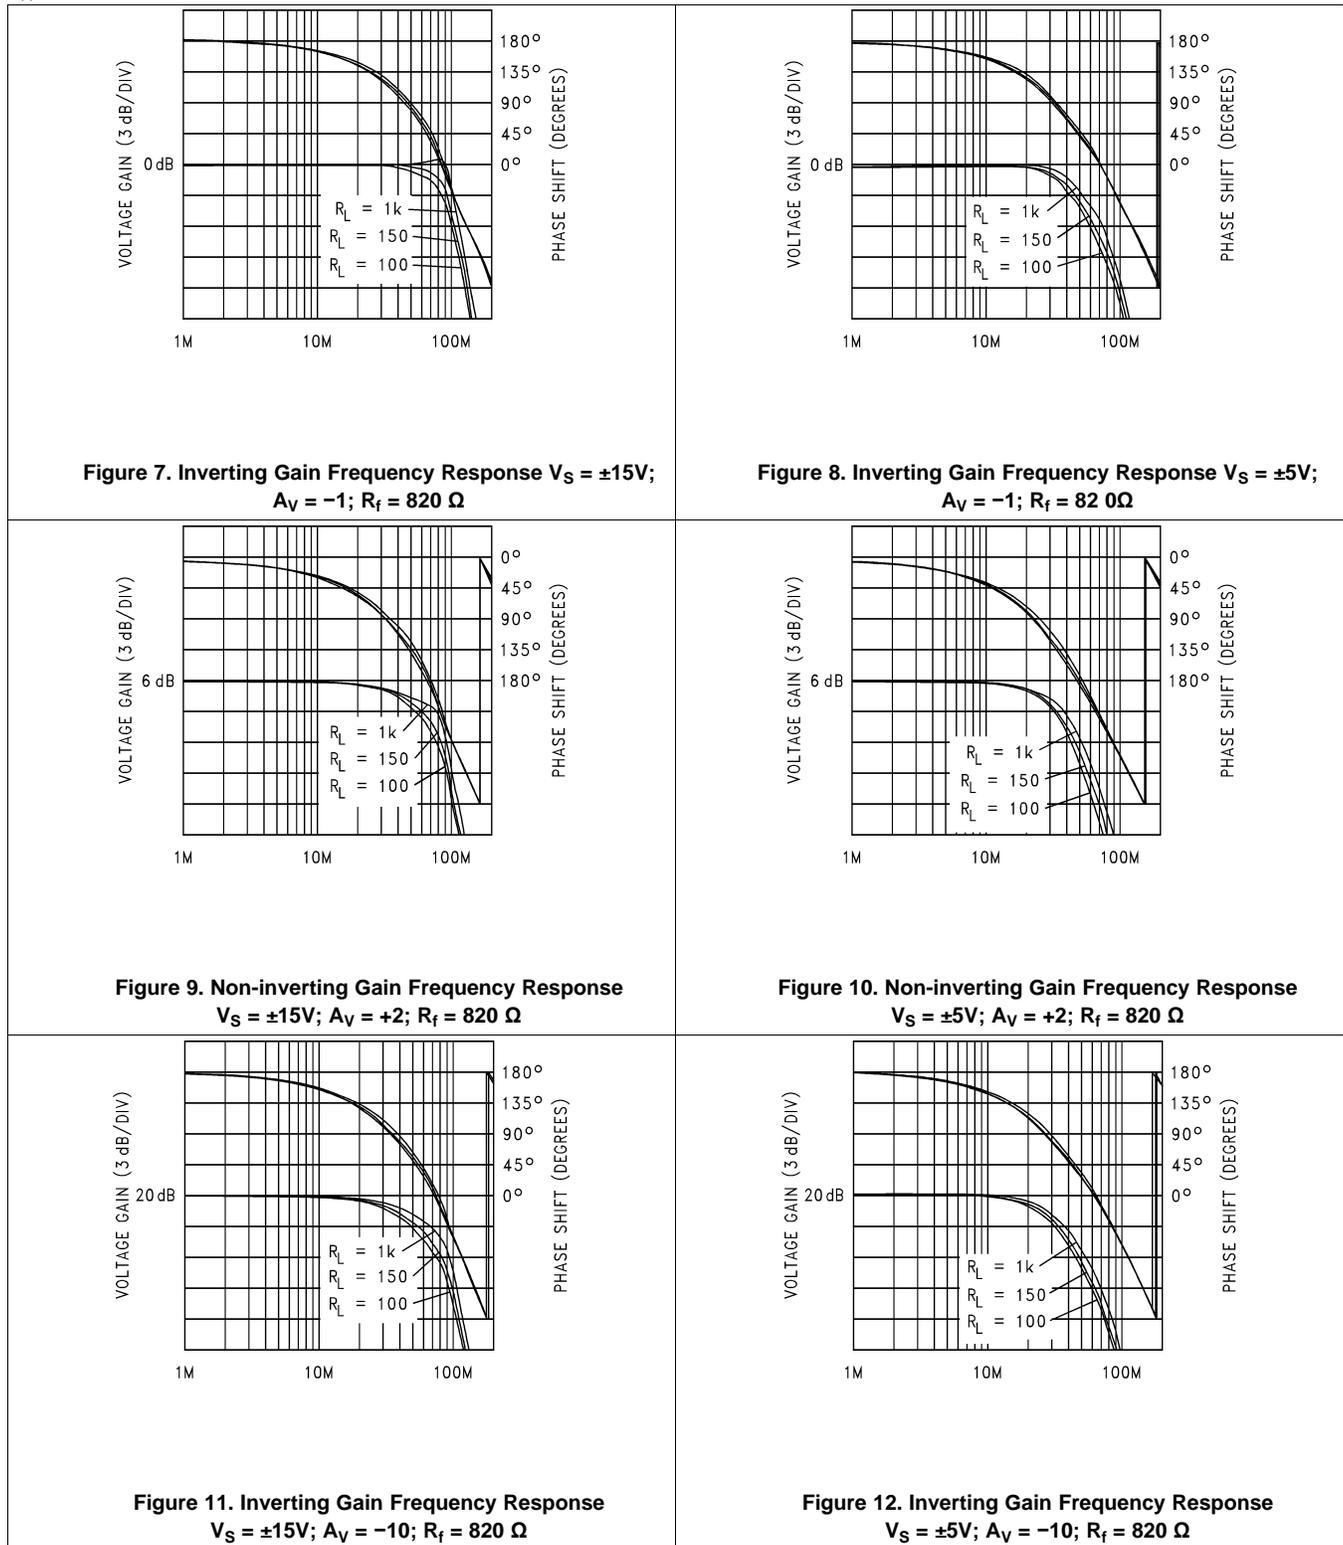 VOLTAGE GAIN (3 dB/DIV)
0 dB
180°
135°
90°
45°
0°
PHASE SHIFT (DEGREES)
R_L = 1k
R_L = 150
R_L = 100
1M 10M 100M
Figure 7. Inverting Gain Frequency Response V_S = ±15V;
A_V = −1; R_f = 820 Ω
VOLTAGE GAIN (3 dB/DIV)
0 dB
180°
135°
90°
45°
0°
PHASE SHIFT (DEGREES)
R_L = 1k
R_L = 150
R_L = 100
1M 10M 100M
Figure 8. Inverting Gain Frequency Response V_S = ±5V;
A_V = −1; R_f = 82 0Ω
VOLTAGE GAIN (3 dB/DIV)
6 dB
0°
45°
90°
135°
180°
PHASE SHIFT (DEGREES)
R_L = 1k
R_L = 150
R_L = 100
1M 10M 100M
Figure 9. Non-inverting Gain Frequency Response
V_S = ±15V; A_V = +2; R_f = 820 Ω
VOLTAGE GAIN (3 dB/DIV)
6 dB
0°
45°
90°
135°
180°
PHASE SHIFT (DEGREES)
R_L = 1k
R_L = 150
R_L = 100
1M 10M 100M
Figure 10. Non-inverting Gain Frequency Response
V_S = ±5V; A_V = +2; R_f = 820 Ω
VOLTAGE GAIN (3 dB/DIV)
20 dB
180°
135°
90°
45°
0°
PHASE SHIFT (DEGREES)
R_L = 1k
R_L = 150
R_L = 100
1M 10M 100M
Figure 11. Inverting Gain Frequency Response
V_S = ±15V; A_V = −10; R_f = 820 Ω
VOLTAGE GAIN (3 dB/DIV)
20 dB
180°
135°
90°
45°
0°
PHASE SHIFT (DEGREES)
R_L = 1k
R_L = 150
R_L = 100
1M 10M 100M
Figure 12. Inverting Gain Frequency Response
V_S = ±5V; A_V = −10; R_f = 820 Ω